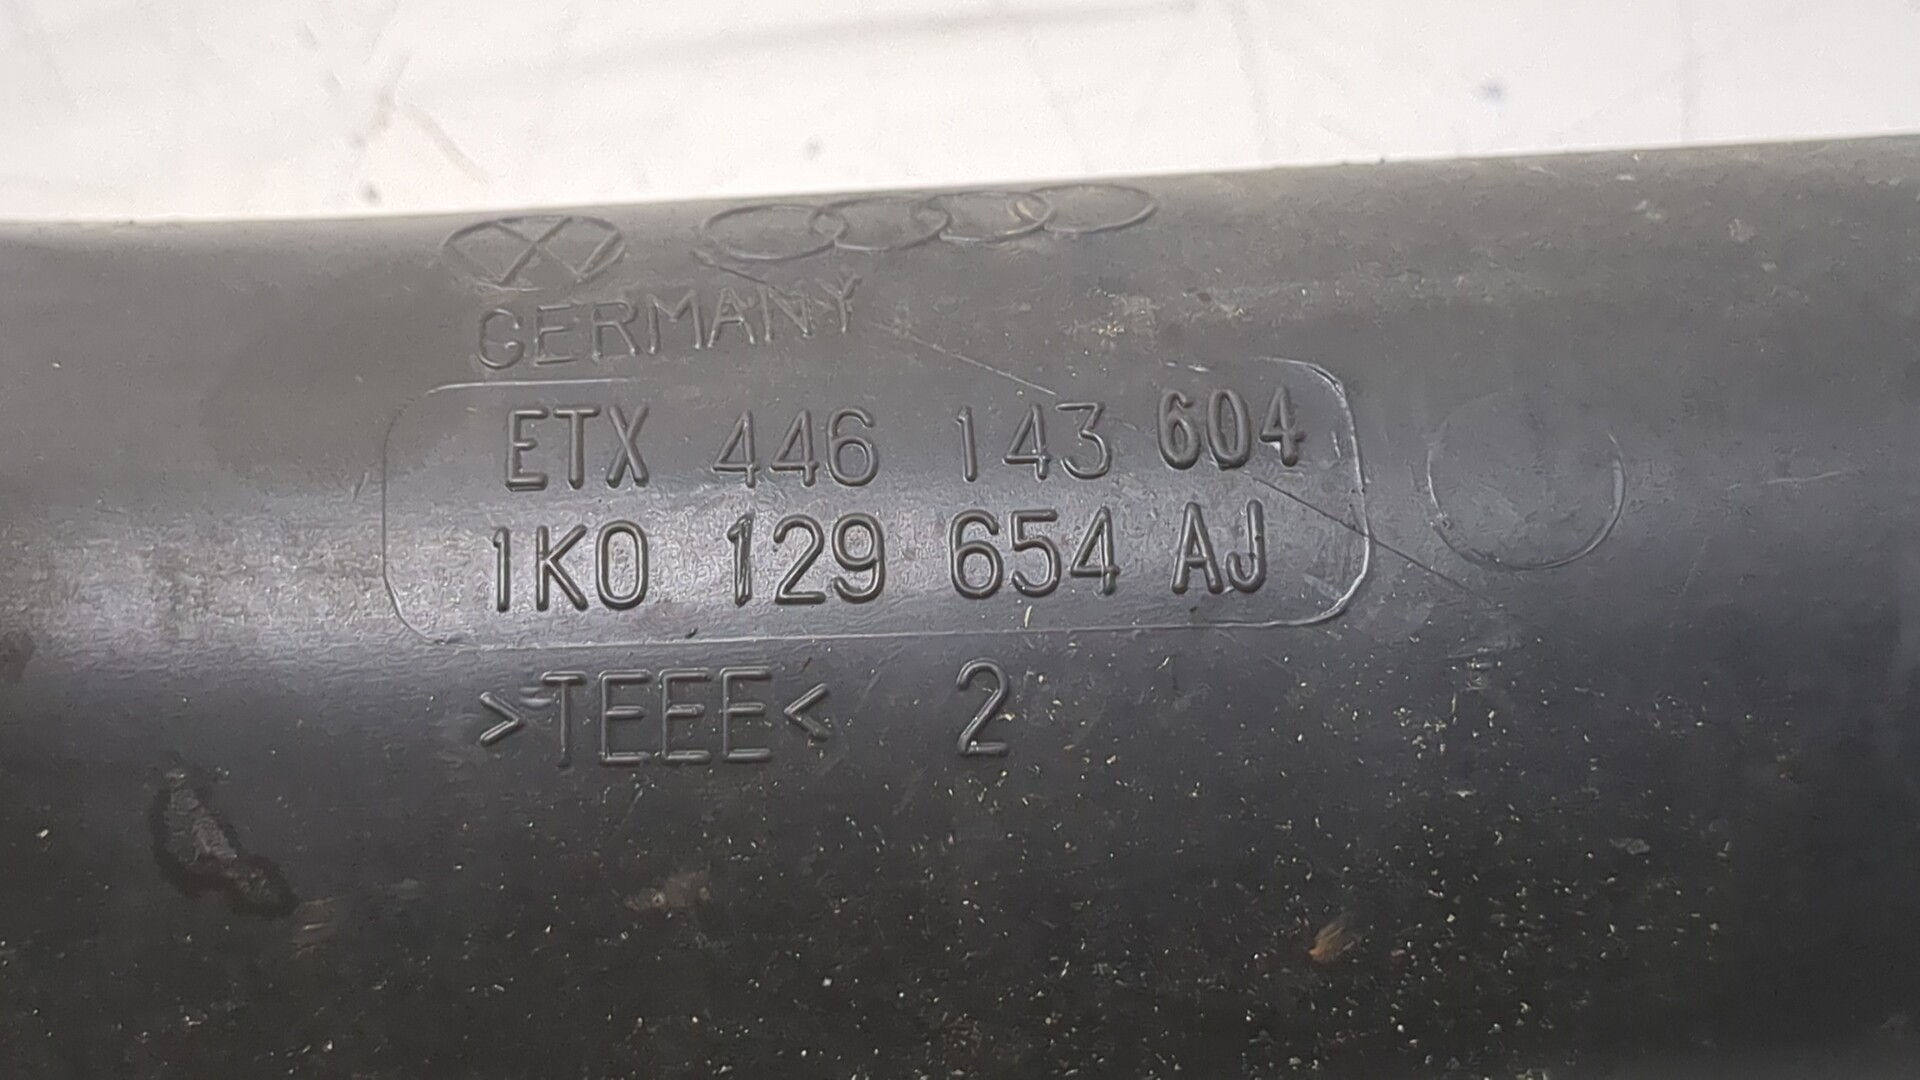 GERMANY
ETX 446 143 604
1K0 129 654 AJ
>TEEE< 2